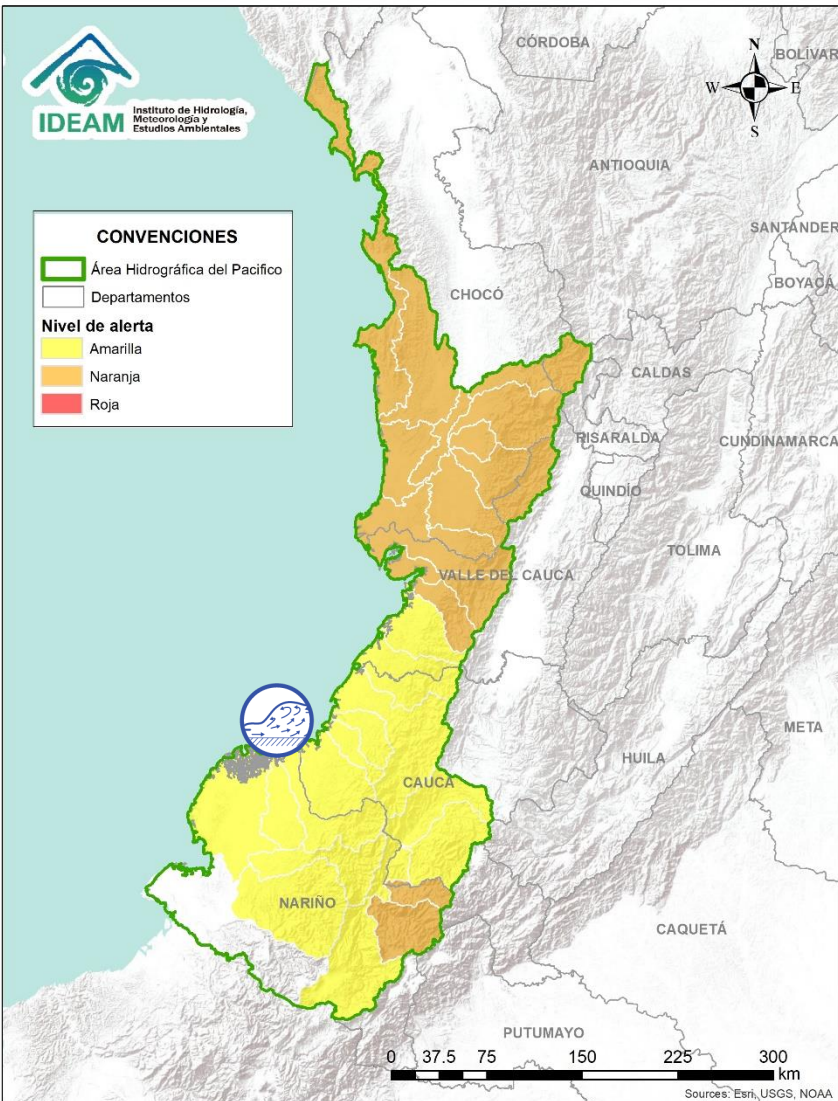 IDEAM
Instituto de Hidrología,
Meteorología y
Estudios Ambientales
CONVENCIONES
Área Hidrográfica del Pacifico
Departamentos
Nivel de alerta
Amarilla
Naranja
Roja
N
W
E
S
CÓRDOBA
BOLÍVAR
ANTIOQUIA
SANTANDER
BOYACÁ
CHOCÓ
CALDAS
RISARALDA
CUNDINAMARCA
QUINDÍO
TOLIMA
VALLE DEL CAUCA
META
HUILA
CAUCA
NARIÑO
CAQUETÁ
PUTUMAYO
0 37.5 75 150 225 300
km
Sources: Esri, USGS, NOAA